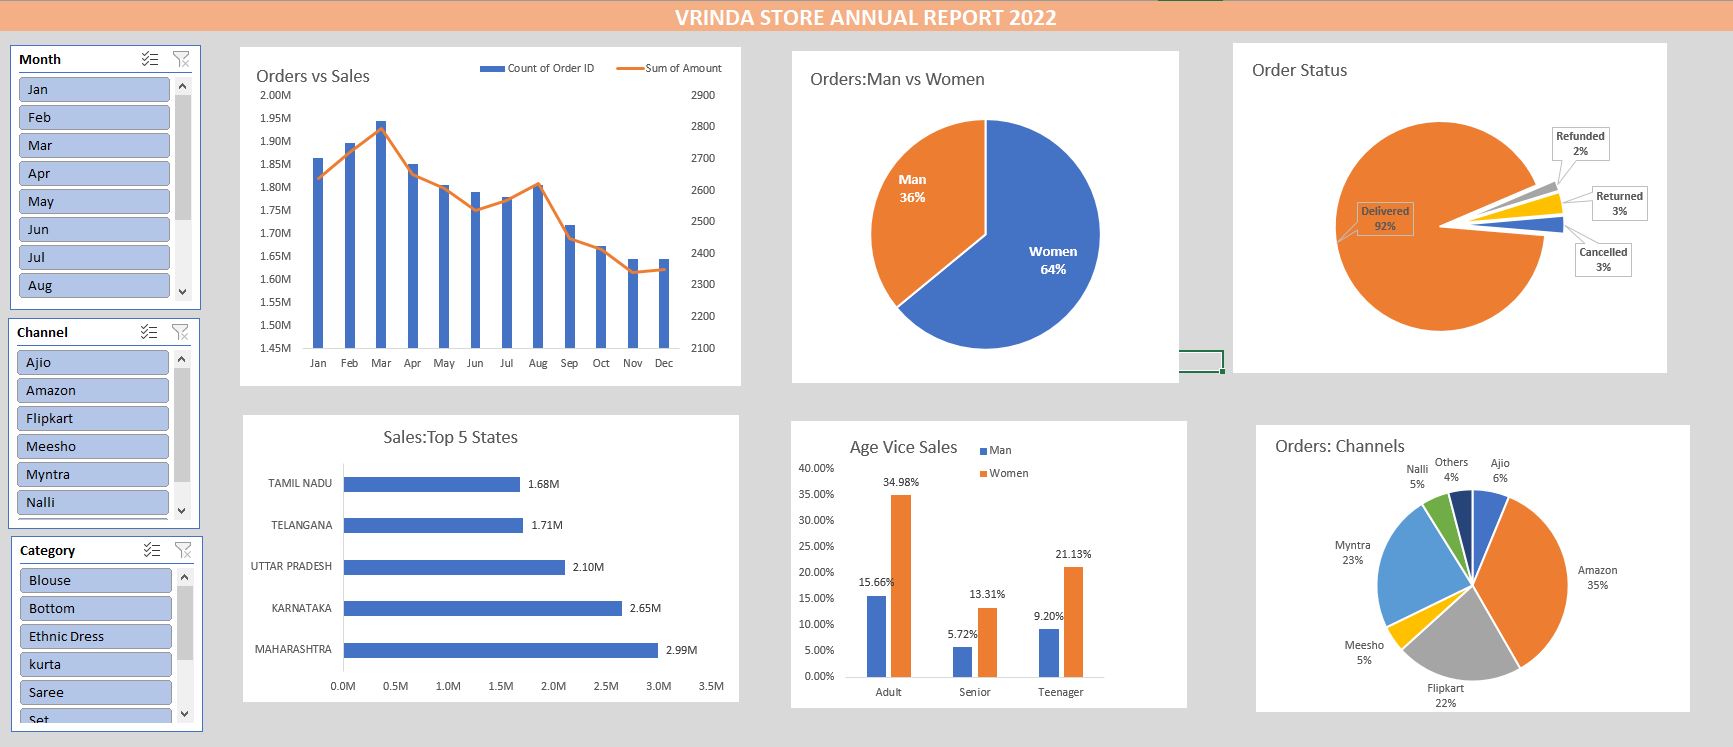 VRINDA STORE ANNUAL REPORT 2022
Month
Jan
Feb
Mar
Apr
May
Jun
Jul
Aug
Channel
Ajio
Amazon
Flipkart
Meesho
Myntra
Nalli
Category
Blouse
Bottom
Ethnic Dress
kurta
Saree
Set
Orders vs Sales
Count of Order ID
Sum of Amount
2.00M
1.95M
1.90M
1.85M
1.80M
1.75M
1.70M
1.65M
1.60M
1.55M
1.50M
1.45M
2900
2800
2700
2600
2500
2400
2300
2200
2100
Jan Feb Mar Apr May Jun Jul Aug Sep Oct Nov Dec
Orders:Man vs Women
Man
36%
Women
64%
Order Status
Refunded
2%
Returned
3%
Delivered
92%
Cancelled
3%
Sales:Top 5 States
TAMIL NADU 1.68M
TELANGANA 1.71M
UTTAR PRADESH 2.10M
KARNATAKA 2.65M
MAHARASHTRA 2.99M
0.0M 0.5M 1.0M 1.5M 2.0M 2.5M 3.0M 3.5M
Age Vice Sales
Man
Women
40.00%
35.00%
30.00%
25.00%
20.00%
15.00%
10.00%
5.00%
0.00%
15.66%
34.98%
5.72%
13.31%
9.20%
21.13%
Adult Senior Teenager
Orders: Channels
Nalli
5%
Others
4%
Ajio
6%
Myntra
23%
Amazon
35%
Meesho
5%
Flipkart
22%